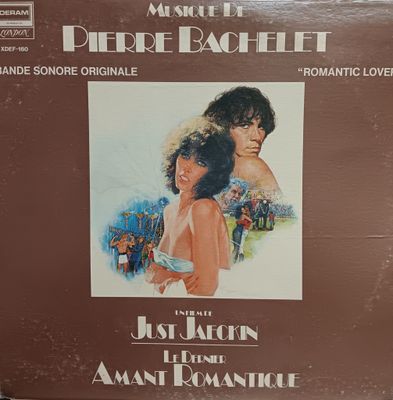 MUSIQUE DE
DERAM
PIERRE BACHELET
LONDON
XDEF-160
BANDE SONORE ORIGINALE
"ROMANTIC LOVER
UN FILM DE
JUST JAECKIN
LE DERNIER
AMANT ROMANTIQUE